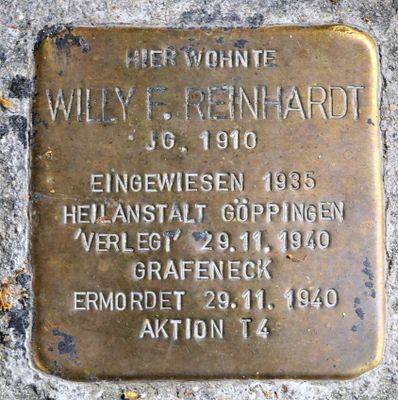 HIER WOHNTE
WILLY F. REINHARDT
JG. 1910
EINGEWIESEN 1935
HEILANSTALT GÖPPINGEN
'VERLEGT' 29.11. 1940
GRAFENECK
ERMORDET 29.11. 1940
AKTION T4